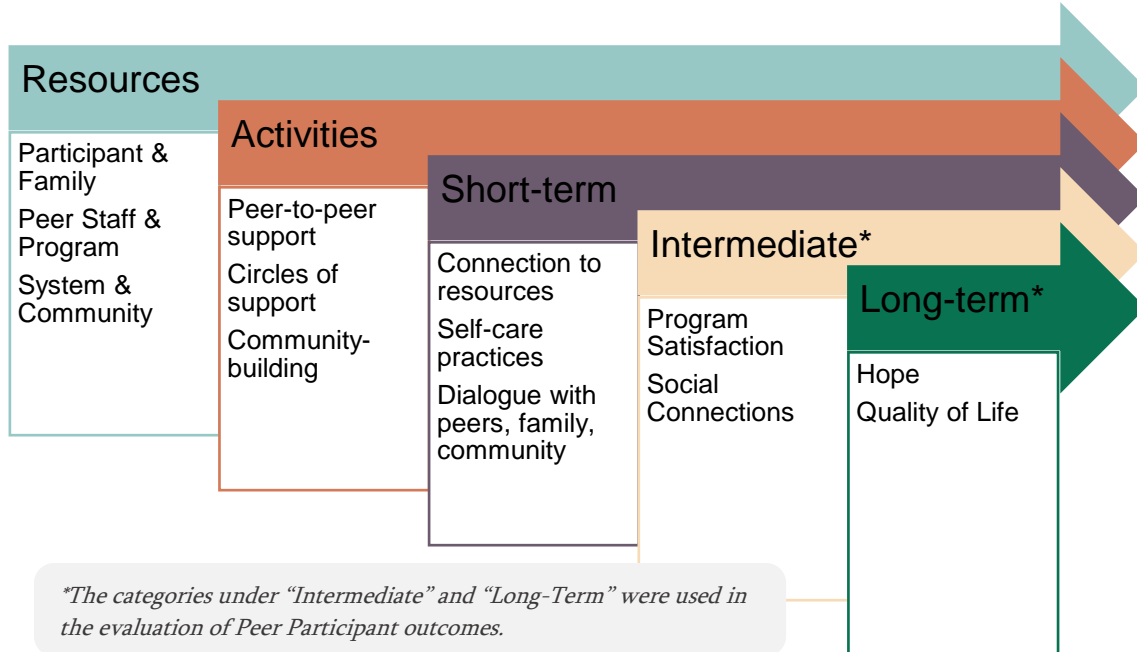 Resources
Participant &
Family
Peer Staff &
Program
System &
Community
Activities
Peer-to-peer
support
Circles of
support
Community-
building
Short-term
Connection to
resources
Self-care
practices
Dialogue with
peers, family,
community
Intermediate*
Program
Satisfaction
Social
Connections
Long-term*
Hope
Quality of Life
*The categories under “Intermediate” and “Long-Term” were used in
the evaluation of Peer Participant outcomes.